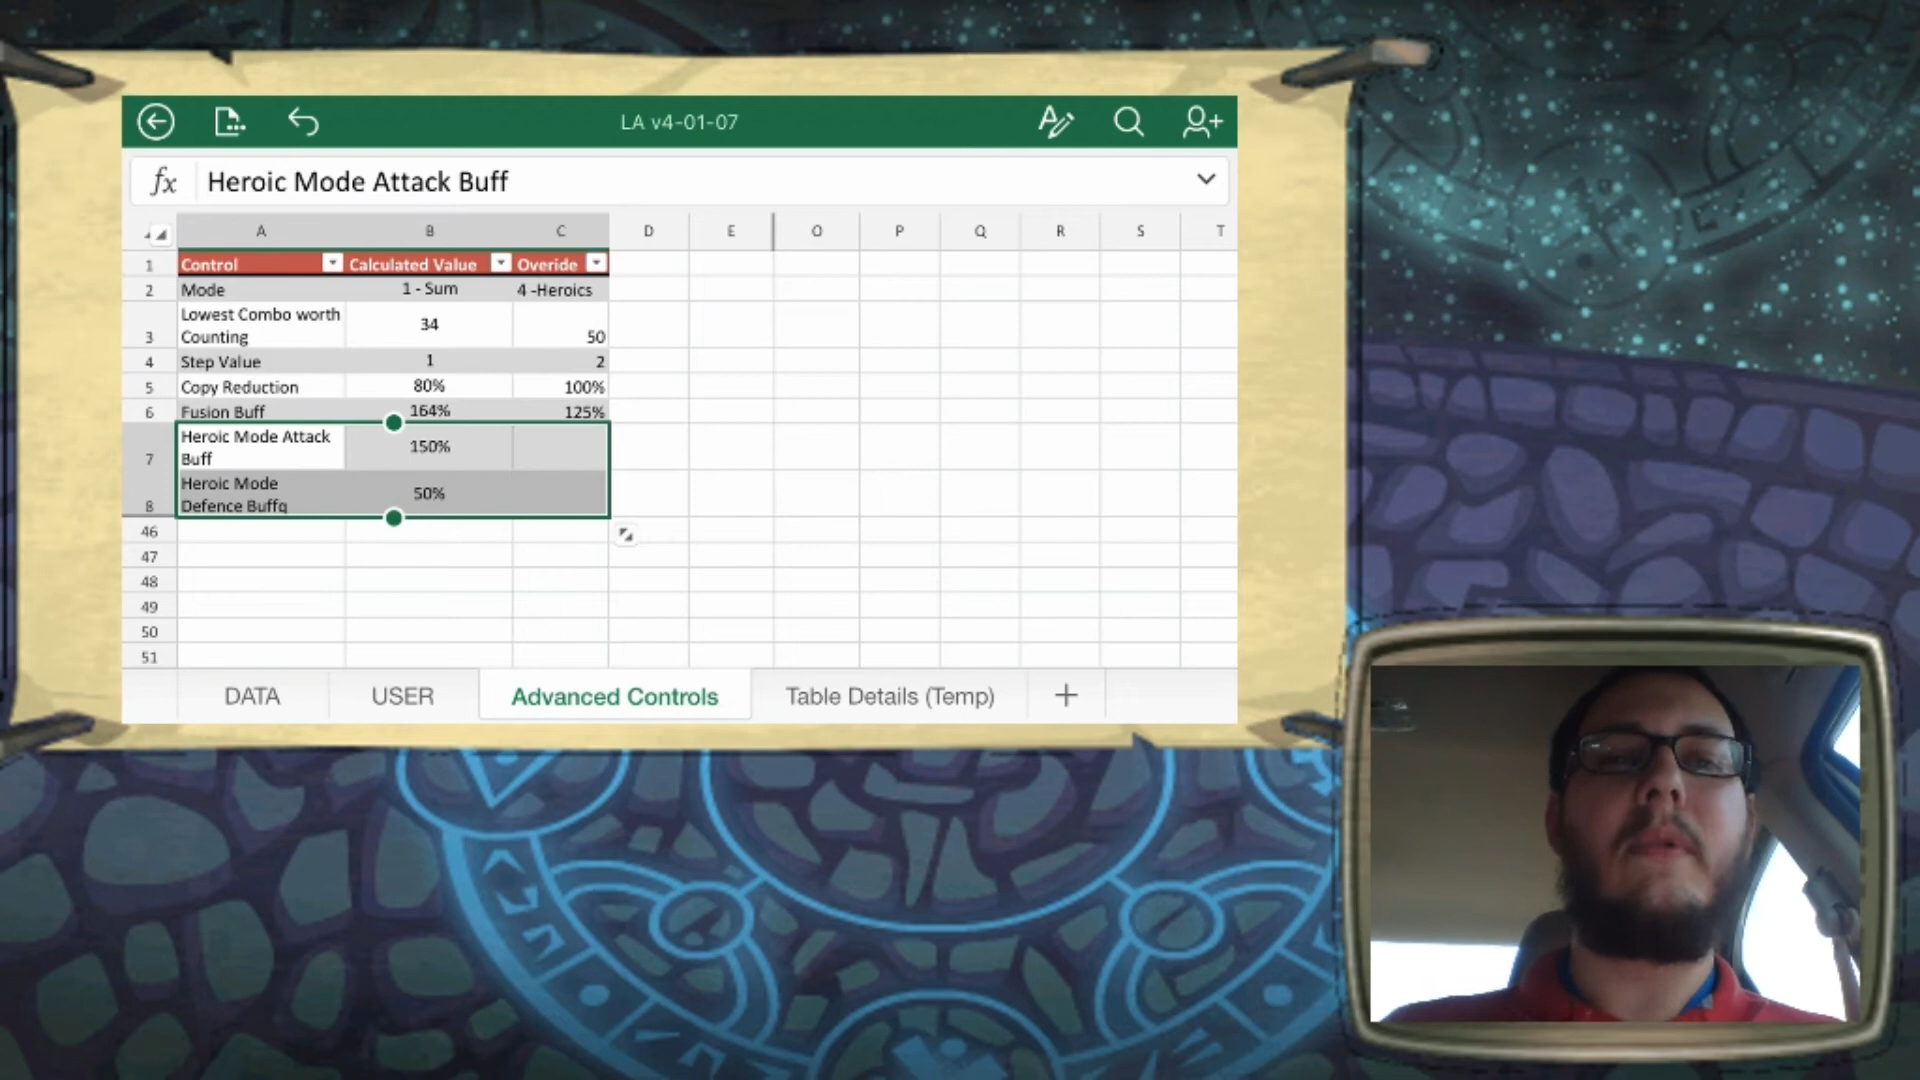 LA v4-01-07
fx Heroic Mode Attack Buff
A B C D E O P Q R S T
1 Control Calculated Value Overide
2 Mode 1 - Sum 4 -Heroics
Lowest Combo worth
3 Counting 34 50
4 Step Value 1 2
5 Copy Reduction 80% 100%
6 Fusion Buff 164% 125%
Heroic Mode Attack
7 Buff 150%
Heroic Mode
8 Defence Buffq 50%
46
47
48
49
50
51
DATA USER Advanced Controls Table Details (Temp) +